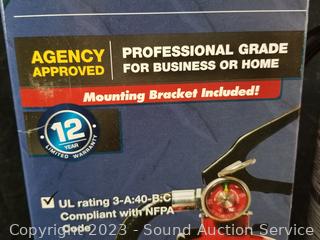 AGENCY
APPROVED
PROFESSIONAL GRADE
FOR BUSINESS OR HOME
Mounting Bracket Included!
12
YEAR
LIMITED WARRANTY
UL rating 3-A:40-B:C
Compliant with NFPA
Code
Copyright ©2023 - Sound Auction Service